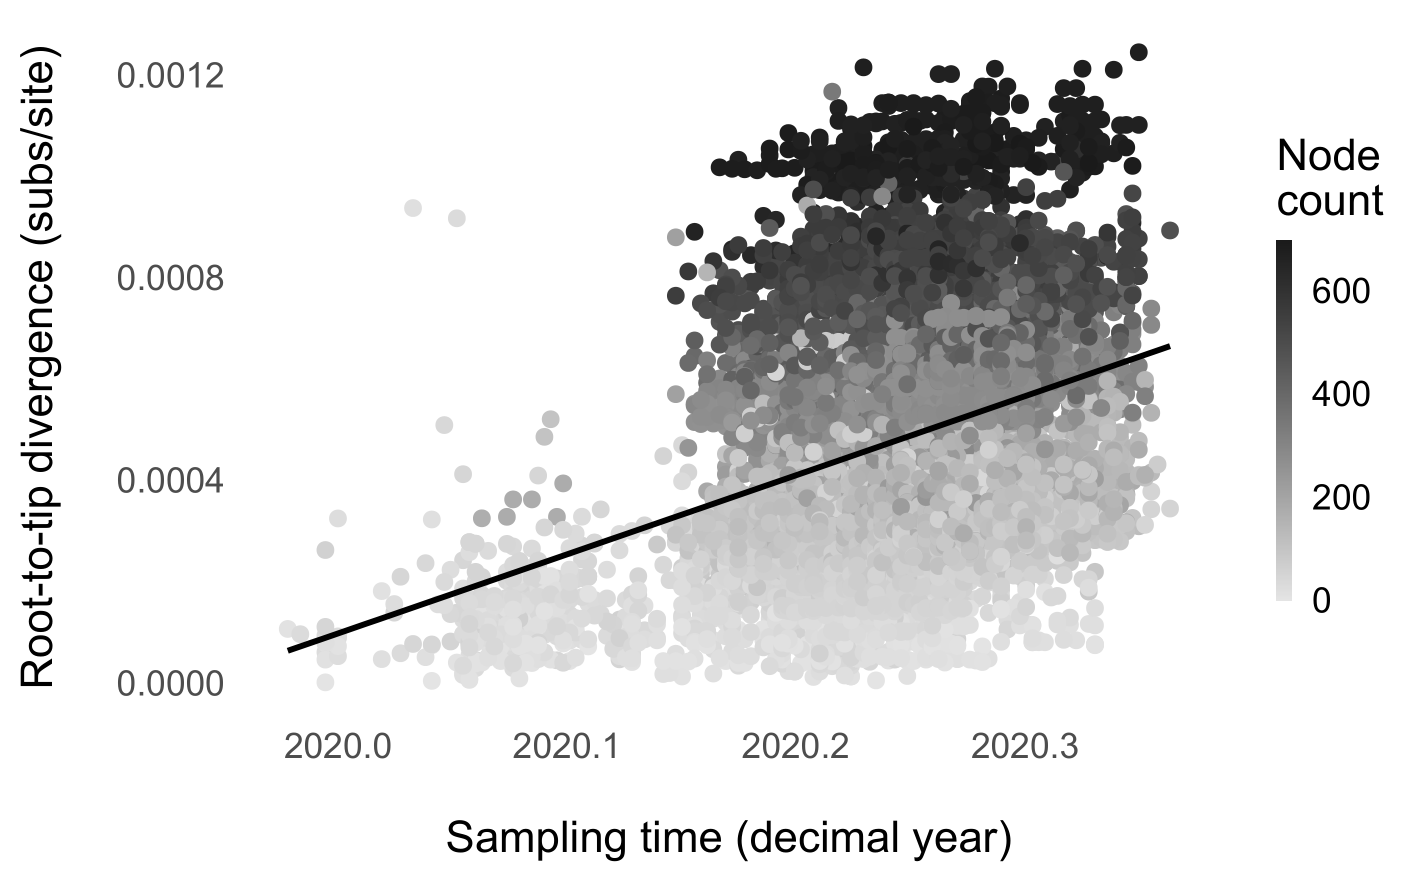 Root-to-tip divergence (subs/site)
0.0012
0.0008
0.0004
0.0000
2020.0 2020.1 2020.2 2020.3
Sampling time (decimal year)
Node
count
600
400
200
0